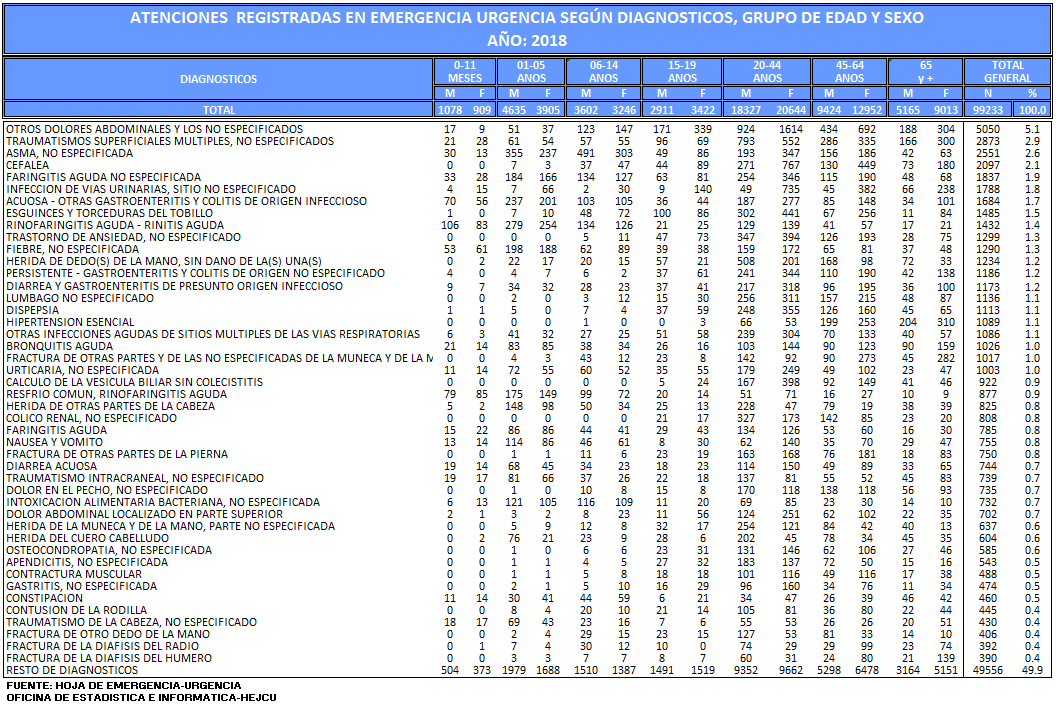 ATENCIONES REGISTRADAS EN EMERGENCIA URGENCIA SEGÚN DIAGNOSTICOS, GRUPO DE EDAD Y SEXO
AÑO: 2018
DIAGNOSTICOS 0-11 MESES 01-05 ANOS 06-14 ANOS 15-19 ANOS 20-44 ANOS 45-64 ANOS 65 y + TOTAL GENERAL
M F M F M F M F M F M F M F N %
TOTAL 1078 909 4635 3905 3602 3246 2911 3422 18327 20644 9424 12952 5165 9013 99233 100.0
OTROS DOLORES ABDOMINALES Y LOS NO ESPECIFICADOS 17 9 51 37 123 147 171 339 924 1614 434 692 188 304 5050 5.1
TRAUMATISMOS SUPERFICIALES MULTIPLES, NO ESPECIFICADOS 21 28 61 54 57 55 96 69 793 552 286 335 166 300 2873 2.9
ASMA, NO ESPECIFICADA 30 13 355 237 491 303 49 86 193 347 156 186 42 63 2551 2.6
CEFALEA 0 0 7 3 37 47 44 89 271 767 130 449 73 180 2097 2.1
FARINGITIS AGUDA NO ESPECIFICADA 33 28 184 166 134 127 63 81 254 346 115 190 48 68 1837 1.9
INFECCION DE VIAS URINARIAS, SITIO NO ESPECIFICADO 4 15 7 66 2 30 9 140 49 735 45 382 66 238 1788 1.8
ACUOSA - OTRAS GASTROENTERITIS Y COLITIS DE ORIGEN INFECCIOSO 70 56 237 201 103 105 36 44 187 277 85 148 34 101 1684 1.7
ESGUINCES Y TORCEDURAS DEL TOBILLO 1 0 7 10 48 72 100 86 302 441 67 256 11 84 1485 1.5
RINOFARINGITIS AGUDA - RINITIS AGUDA 106 83 279 254 134 126 21 25 129 139 41 57 17 21 1432 1.4
TRASTORNO DE ANSIEDAD, NO ESPECIFICADO 0 0 0 0 5 11 47 73 347 394 126 193 28 75 1299 1.3
FIEBRE, NO ESPECIFICADA 53 61 198 188 62 89 39 38 159 172 65 81 37 48 1290 1.3
HERIDA DE DEDO(S) DE LA MANO, SIN DANO DE LA(S) UNA(S) 0 2 22 17 20 15 57 21 508 201 168 98 72 33 1234 1.2
PERSISTENTE - GASTROENTERITIS Y COLITIS DE ORIGEN NO ESPECIFICADO 4 0 4 7 6 2 37 61 241 344 110 190 42 138 1186 1.2
DIARREA Y GASTROENTERITIS DE PRESUNTO ORIGEN INFECCIOSO 9 7 34 32 28 23 37 41 217 318 96 195 36 100 1173 1.2
LUMBAGO NO ESPECIFICADO 0 0 2 0 3 12 15 30 256 311 157 215 48 87 1136 1.1
DISPEPSIA 1 1 5 0 7 4 37 59 248 355 126 160 45 65 1113 1.1
HIPERTENSION ESENCIAL 0 0 0 0 1 0 0 3 66 53 199 253 204 310 1089 1.1
OTRAS INFECCIONES AGUDAS DE SITIOS MULTIPLES DE LAS VIAS RESPIRATORIAS 6 3 41 32 27 25 51 58 239 304 70 133 40 57 1086 1.1
BRONQUITIS AGUDA 21 14 83 85 38 34 26 16 103 144 90 123 90 159 1026 1.0
FRACTURA DE OTRAS PARTES Y DE LAS NO ESPECIFICADAS DE LA MUNECA Y DE LA M 0 0 4 3 43 12 23 8 142 92 90 273 45 282 1017 1.0
URTICARIA, NO ESPECIFICADA 11 14 72 55 60 52 35 55 179 249 49 102 23 47 1003 1.0
CALCULO DE LA VESICULA BILIAR SIN COLECISTITIS 0 0 0 0 0 0 5 24 167 398 92 149 41 46 922 0.9
RESFRIO COMUN, RINOFARINGITIS AGUDA 79 85 175 149 99 72 20 14 51 71 16 27 10 9 877 0.9
HERIDA DE OTRAS PARTES DE LA CABEZA 5 2 148 98 50 34 25 13 228 47 79 19 38 39 825 0.8
COLICO RENAL, NO ESPECIFICADO 0 0 0 0 0 0 21 17 327 173 142 85 23 20 808 0.8
FARINGITIS AGUDA 15 22 86 86 44 41 29 43 134 126 53 60 16 30 785 0.8
NAUSEA Y VOMITO 13 14 114 86 46 61 8 30 62 140 35 70 29 47 755 0.8
FRACTURA DE OTRAS PARTES DE LA PIERNA 0 0 1 1 11 6 23 19 163 168 76 181 18 83 750 0.8
DIARREA ACUOSA 19 14 68 45 34 23 18 23 114 150 49 89 33 65 744 0.7
TRAUMATISMO INTRACRANEAL, NO ESPECIFICADO 19 17 81 66 37 26 22 18 137 81 55 52 45 83 739 0.7
DOLOR EN EL PECHO, NO ESPECIFICADO 0 0 1 0 10 8 15 8 170 118 138 118 56 93 735 0.7
INTOXICACION ALIMENTARIA BACTERIANA, NO ESPECIFICADA 6 13 121 105 116 109 11 20 69 85 23 30 14 10 732 0.7
DOLOR ABDOMINAL LOCALIZADO EN PARTE SUPERIOR 2 1 3 2 8 23 11 56 124 251 62 102 22 35 702 0.7
HERIDA DE LA MUNECA Y DE LA MANO, PARTE NO ESPECIFICADA 0 0 5 9 12 8 32 17 254 121 84 42 40 13 637 0.6
HERIDA DEL CUERO CABELLUDO 0 2 76 21 23 9 28 6 202 45 78 34 45 35 604 0.6
OSTEOCONDROPATIA, NO ESPECIFICADA 0 0 1 0 6 6 23 31 131 146 62 106 27 46 585 0.6
APENDICITIS, NO ESPECIFICADA 0 0 1 1 4 5 27 32 183 137 72 50 15 16 543 0.5
CONTRACTURA MUSCULAR 0 0 1 1 5 8 18 18 101 116 49 116 17 38 488 0.5
GASTRITIS, NO ESPECIFICADA 0 0 2 1 5 10 16 29 96 160 34 76 11 34 474 0.5
CONSTIPACION 11 14 30 41 44 59 6 21 34 47 26 39 46 42 460 0.5
CONTUSION DE LA RODILLA 0 0 8 4 20 10 21 14 105 81 36 80 22 44 445 0.4
TRAUMATISMO DE LA CABEZA, NO ESPECIFICADO 18 17 69 43 23 16 7 6 55 53 26 26 20 51 430 0.4
FRACTURA DE OTRO DEDO DE LA MANO 0 0 2 4 29 15 23 15 127 53 81 33 14 10 406 0.4
FRACTURA DE LA DIAFISIS DEL RADIO 0 1 7 4 30 12 10 0 74 29 29 99 23 74 392 0.4
FRACTURA DE LA DIAFISIS DEL HUMERO 0 0 3 3 7 7 8 7 60 31 24 80 21 139 390 0.4
RESTO DE DIAGNOSTICOS 504 373 1979 1688 1510 1387 1491 1519 9352 9662 5298 6478 3164 5151 49556 49.9
FUENTE: HOJA DE EMERGENCIA-URGENCIA
OFICINA DE ESTADISTICA E INFORMATICA-HEJCU